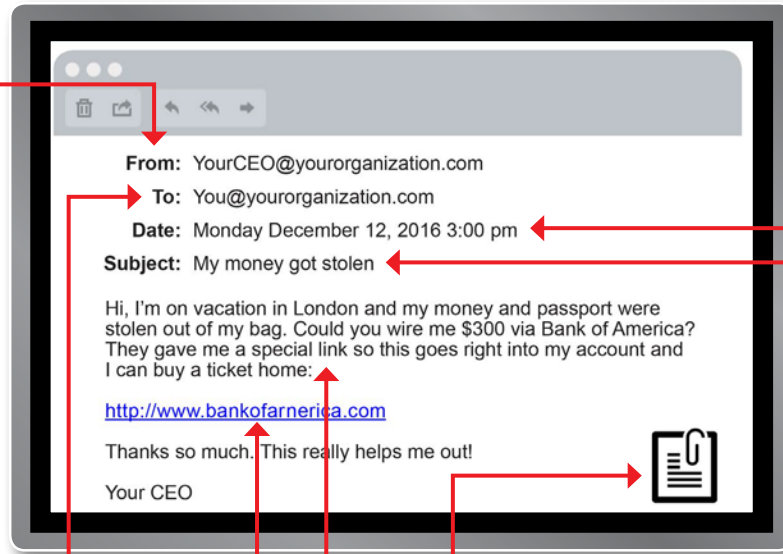 From: YourCEO@yourorganization.com
To: You@yourorganization.com
Date: Monday December 12, 2016 3:00 pm
Subject: My money got stolen
Hi, I'm on vacation in London and my money and passport were
stolen out of my bag. Could you wire me $300 via Bank of America?
They gave me a special link so this goes right into my account and
I can buy a ticket home:
http://www.bankofarnerica.com
Thanks so much. This really helps me out!
Your CEO